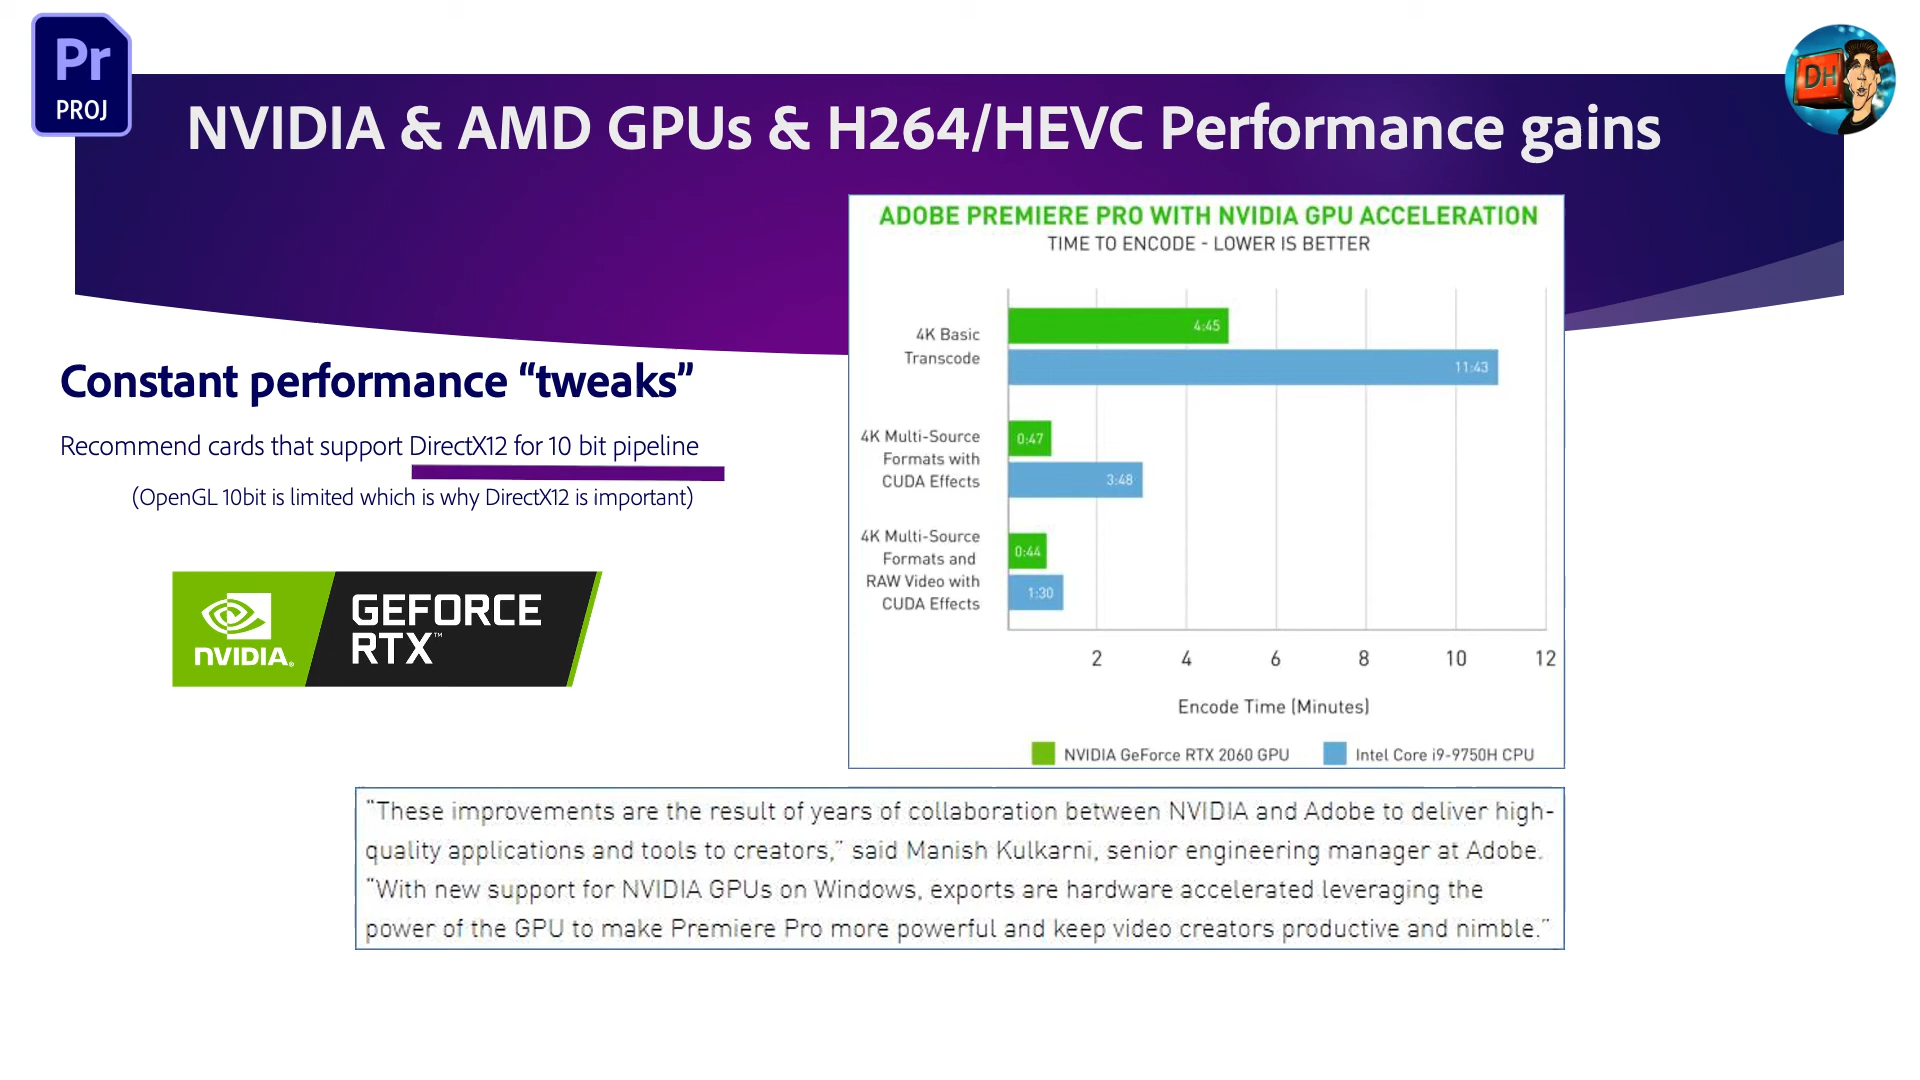 Pr
PROJ
DH
NVIDIA & AMD GPUs & H264/HEVC Performance gains
Constant performance “tweaks”
Recommend cards that support DirectX12 for 10 bit pipeline
(OpenGL 10bit is limited which is why DirectX12 is important)
NVIDIA®
GEFORCE
RTX™
ADOBE PREMIERE PRO WITH NVIDIA GPU ACCELERATION
TIME TO ENCODE - LOWER IS BETTER
4K Basic
Transcode
4:45
11:43
4K Multi-Source
Formats with
CUDA Effects
0:47
3:48
4K Multi-Source
Formats and
RAW Video with
CUDA Effects
0:44
1:30
2 4 6 8 10 12
Encode Time (Minutes)
NVIDIA GeForce RTX 2060 GPU Intel Core i9-9750H CPU
“These improvements are the result of years of collaboration between NVIDIA and Adobe to deliver high-
quality applications and tools to creators,” said Manish Kulkarni, senior engineering manager at Adobe.
“With new support for NVIDIA GPUs on Windows, exports are hardware accelerated leveraging the
power of the GPU to make Premiere Pro more powerful and keep video creators productive and nimble.”